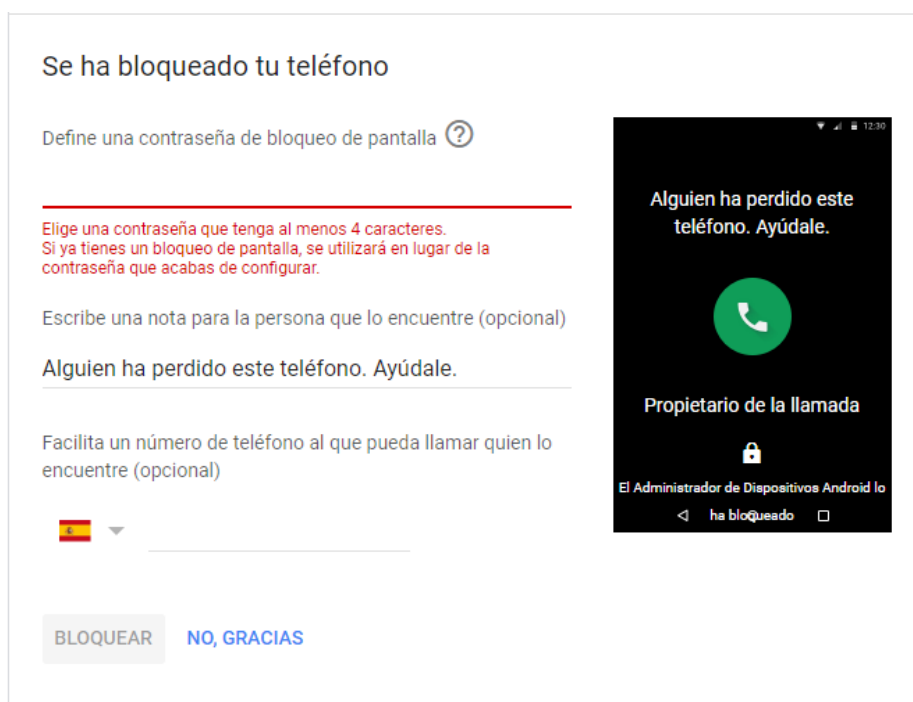 Se ha bloqueado tu teléfono
Define una contraseña de bloqueo de pantalla ?
Elige una contraseña que tenga al menos 4 caracteres.
Si ya tienes un bloqueo de pantalla, se utilizará en lugar de la
contraseña que acabas de configurar.
Escribe una nota para la persona que lo encuentre (opcional)
Alguien ha perdido este teléfono. Ayúdale.
Facilita un número de teléfono al que pueda llamar quien lo
encuentre (opcional)
BLOQUEAR
NO, GRACIAS
12:30
Alguien ha perdido este
teléfono. Ayúdale.
Propietario de la llamada
El Administrador de Dispositivos Android lo
ha bloqueado